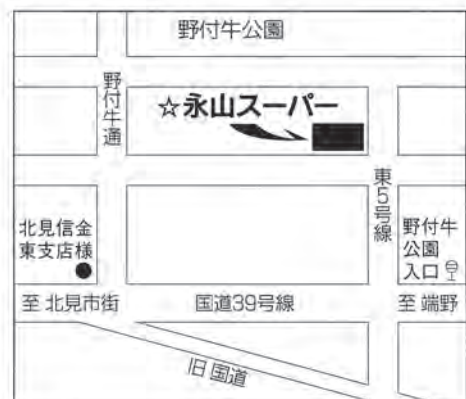 野付牛公園
野付牛通
☆永山スーパー
東5号線
北見信金
東支店様
野付牛
公園
入口
至 北見市街
国道39号線
至 端野
旧国道